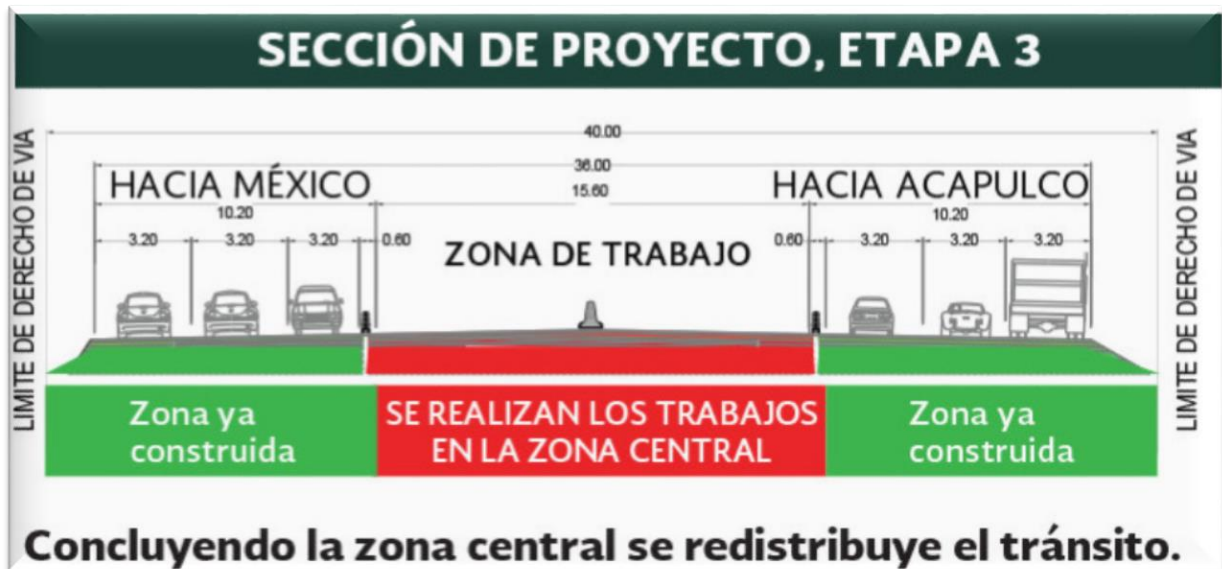 SECCIÓN DE PROYECTO, ETAPA 3
LIMITE DE DERECHO DE VIA
40.00
36.00
HACIA MÉXICO
15.60
HACIA ACAPULCO
10.20
10.20
3.20 3.20 3.20 0.60
ZONA DE TRABAJO
0.60 3.20 3.20 3.20
LIMITE DE DERECHO DE VIA
Zona ya
construida
SE REALIZAN LOS TRABAJOS
EN LA ZONA CENTRAL
Zona ya
construida
Concluyendo la zona central se redistribuye el tránsito.